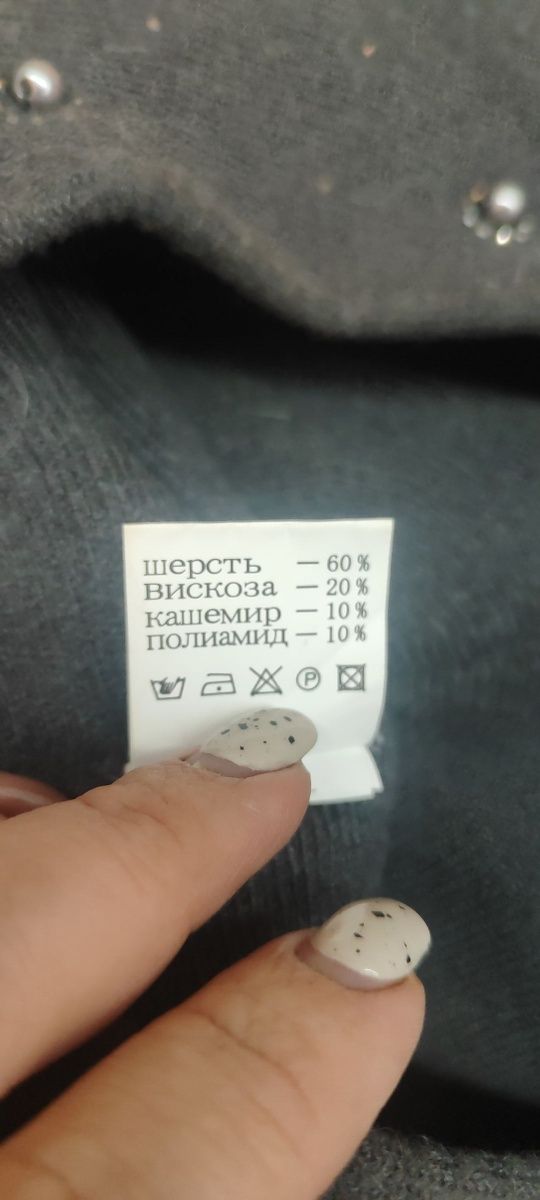 шерсть — 60 %
вискоза — 20 %
кашемир — 10 %
полиамид — 10 %
P